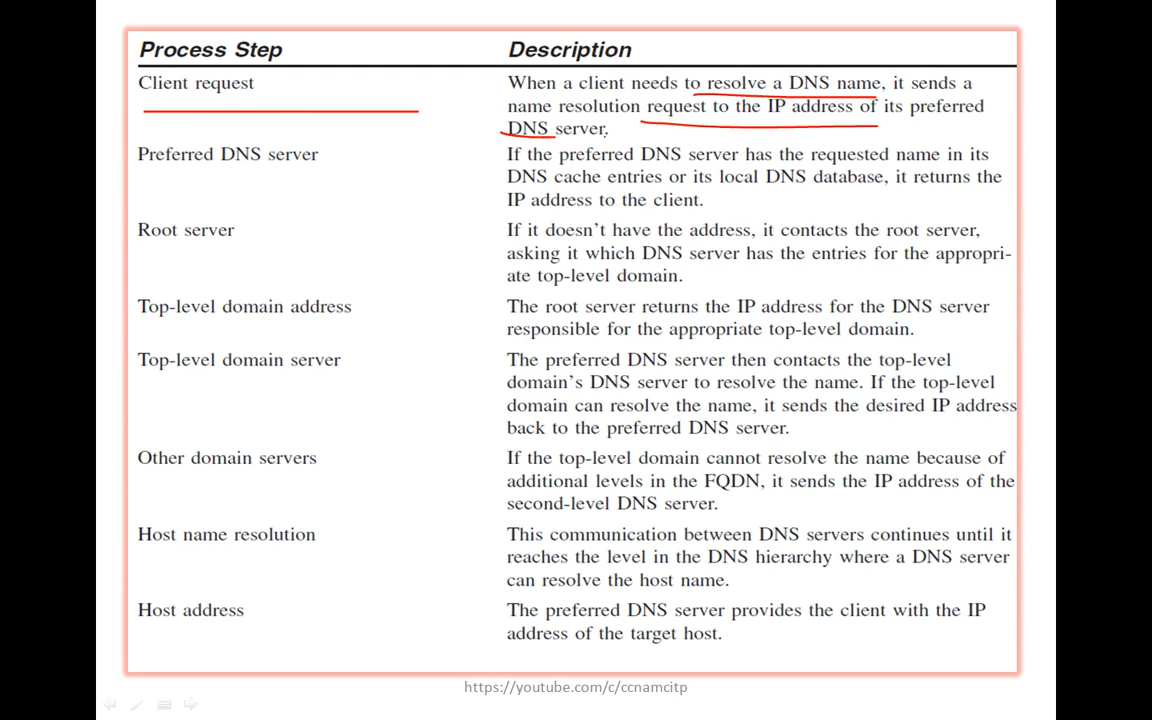 Process Step Description
Client request When a client needs to resolve a DNS name, it sends a
name resolution request to the IP address of its preferred
DNS server.
Preferred DNS server If the preferred DNS server has the requested name in its
DNS cache entries or its local DNS database, it returns the
IP address to the client.
Root server If it doesn't have the address, it contacts the root server,
asking it which DNS server has the entries for the appropri-
ate top-level domain.
Top-level domain address The root server returns the IP address for the DNS server
responsible for the appropriate top-level domain.
Top-level domain server The preferred DNS server then contacts the top-level
domain's DNS server to resolve the name. If the top-level
domain can resolve the name, it sends the desired IP address
back to the preferred DNS server.
Other domain servers If the top-level domain cannot resolve the name because of
additional levels in the FQDN, it sends the IP address of the
second-level DNS server.
Host name resolution This communication between DNS servers continues until it
reaches the level in the DNS hierarchy where a DNS server
can resolve the host name.
Host address The preferred DNS server provides the client with the IP
address of the target host.
https://youtube.com/c/ccnamcitp